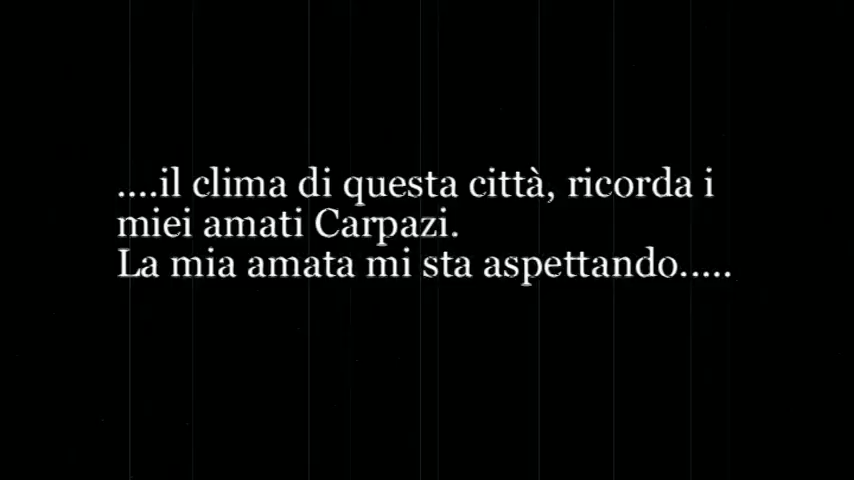 ....il clima di questa città, ricorda i
miei amati Carpazi.
La mia amata mi sta aspettando.....